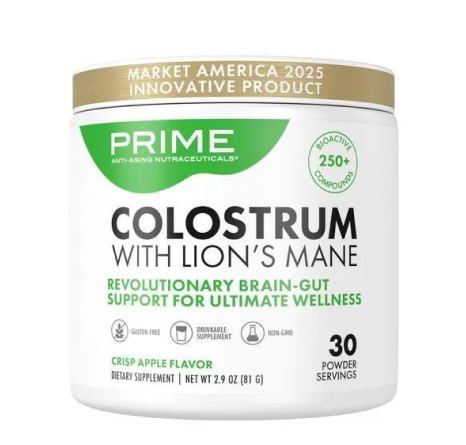 MARKET AMERICA 2025
INNOVATIVE PRODUCT
PRIME
ANTI-AGING NUTRACEUTICALS®
BIOACTIVE
250+
COMPOUNDS
COLOSTRUM
WITH LION'S MANE
REVOLUTIONARY BRAIN-GUT
SUPPORT FOR ULTIMATE WELLNESS
GLUTEN-FREE
DRINKABLE
SUPPLEMENT
NON-GMO
CRISP APPLE FLAVOR
DIETARY SUPPLEMENT | NET WT 2.9 OZ (81 G)
30
POWDER
SERVINGS